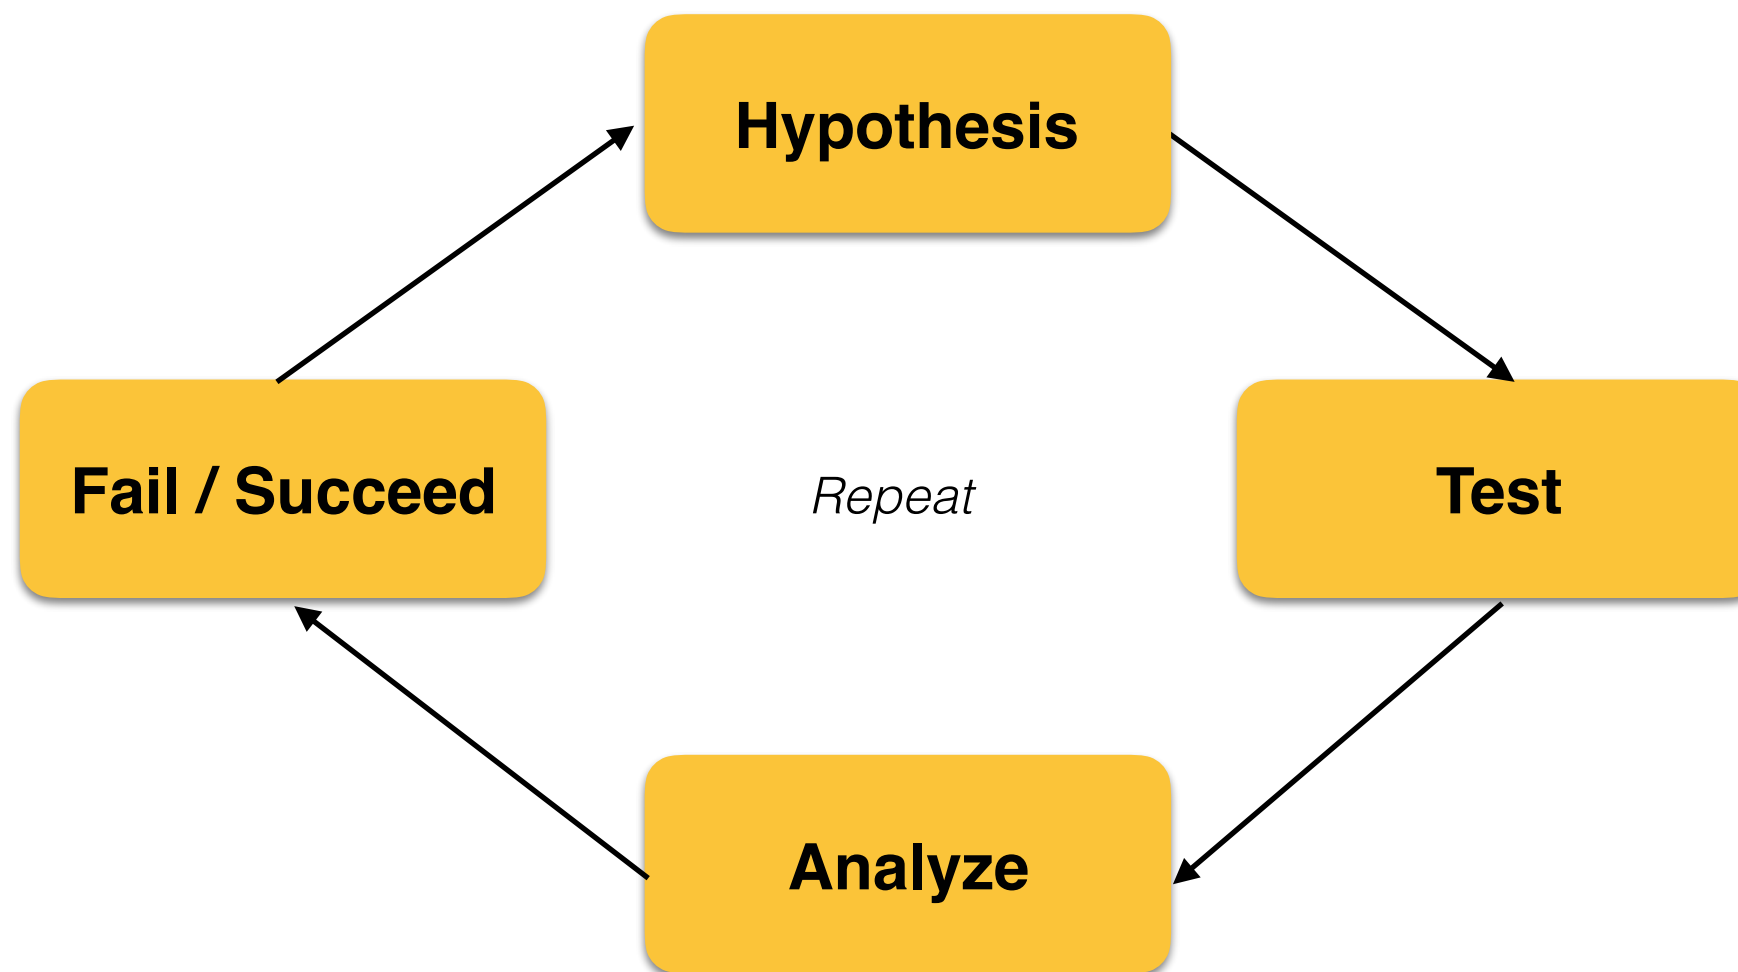 Hypothesis
Fail / Succeed
Repeat
Test
Analyze